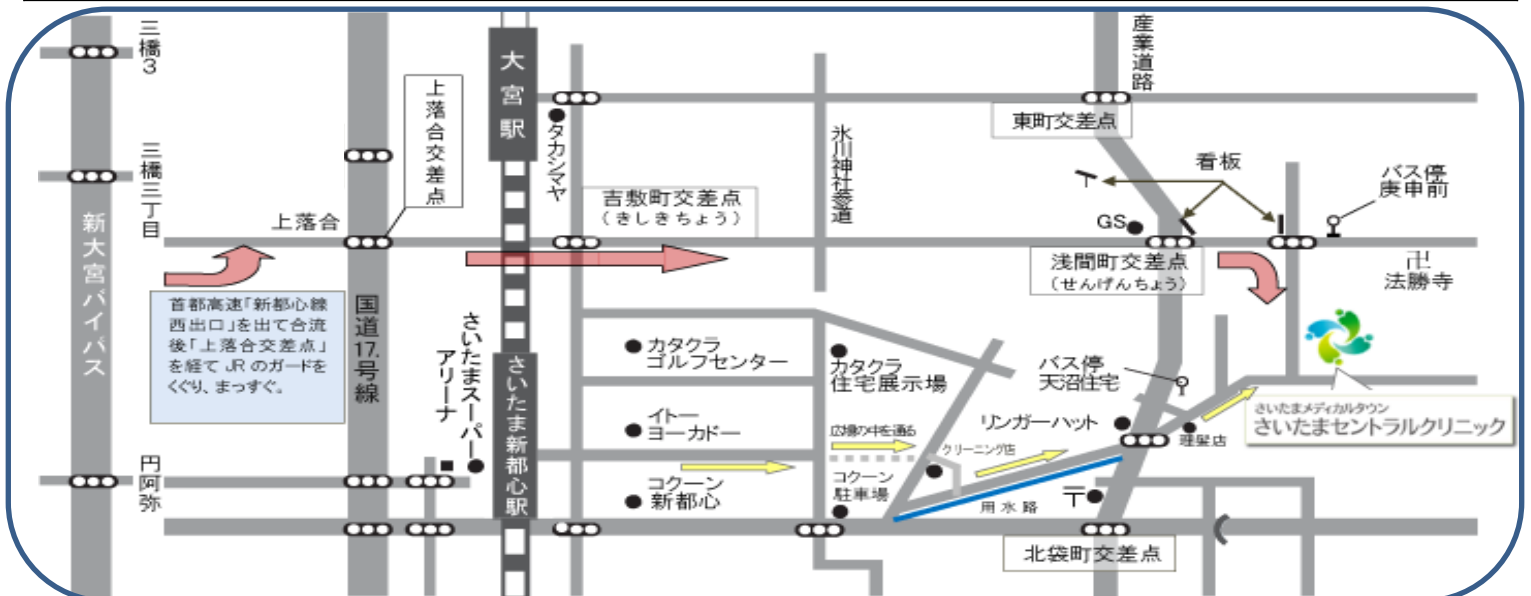 三橋3
三橋三丁目
新大宮バイパス
円阿弥
上落合
首都高速「新都心線
西出口」を出て合流
後「上落合交差点」
を経て JR のガードを
くぐり、まっすぐ。
国道17号線
上落合交差点
大宮駅
タカシマヤ
さいたまスーパー
アリーナ
さいたま新都心駅
吉敷町交差点
(きしきちょう)
氷川神社参道
産業道路
東町交差点
看板
バス停
庚申前
GS
浅間町交差点
(せんげんちょう)
卍
法勝寺
カタクラ
ゴルフセンター
カタクラ
住宅展示場
バス停
天沼住宅
イトー
ヨーカドー
広場の中を通る
リンガーハット
クリーニング店
理髪店
さいたまメディカルタウン
さいたまセントラルクリニック
コクーン
新都心
コクーン
駐車場
用水路
〒
北袋町交差点